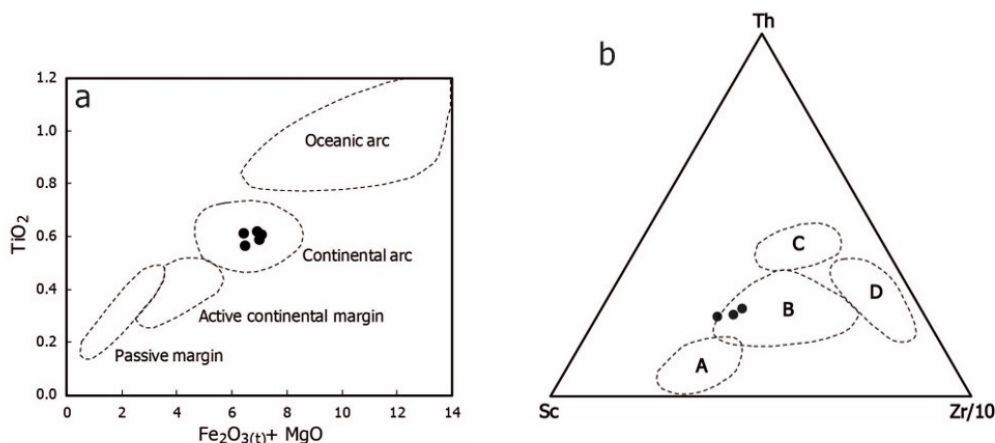 a
1.2
1.0
0.8
0.6
0.4
0.2
0.0
TiO2
Oceanic arc
Continental arc
Active continental margin
Passive margin
0 2 4 6 8 10 12 14
Fe2O3(t)+ MgO
b
Th
C
D
B
A
Sc
Zr/10